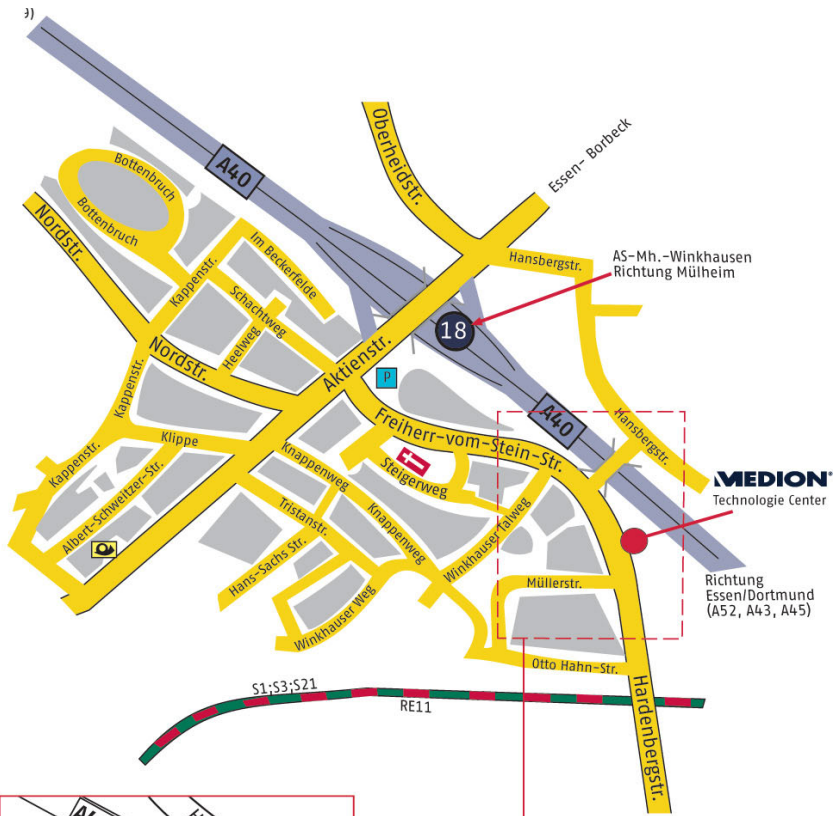 9)
A40
Oberheidstr.
Essen- Borbeck
Bottenbruch
Bottenbruch
Nordstr.
Im Beckerfelde
Kappenstr.
Hansbergstr.
AS-Mh.-Winkhausen
Richtung Mülheim
Schachtweg
18
Heelweg
Nordstr.
Aktienstr.
P
Kappenstr.
A40
Hansbergstr.
Freiherr-vom-Stein-Str.
Klippe
Kappenstr.
Knappenweg
Steigerweg
MEDION®
Technologie Center
Albert-Schweitzer-Str.
Tristanstr.
Knappenweg
Winkhauser Talweg
Hans-Sachs Str.
Müllerstr.
Richtung
Essen/Dortmund
(A52, A43, A45)
Winkhauser Weg
Otto Hahn-Str.
S1;S3;S21
RE11
Hardenbergstr.